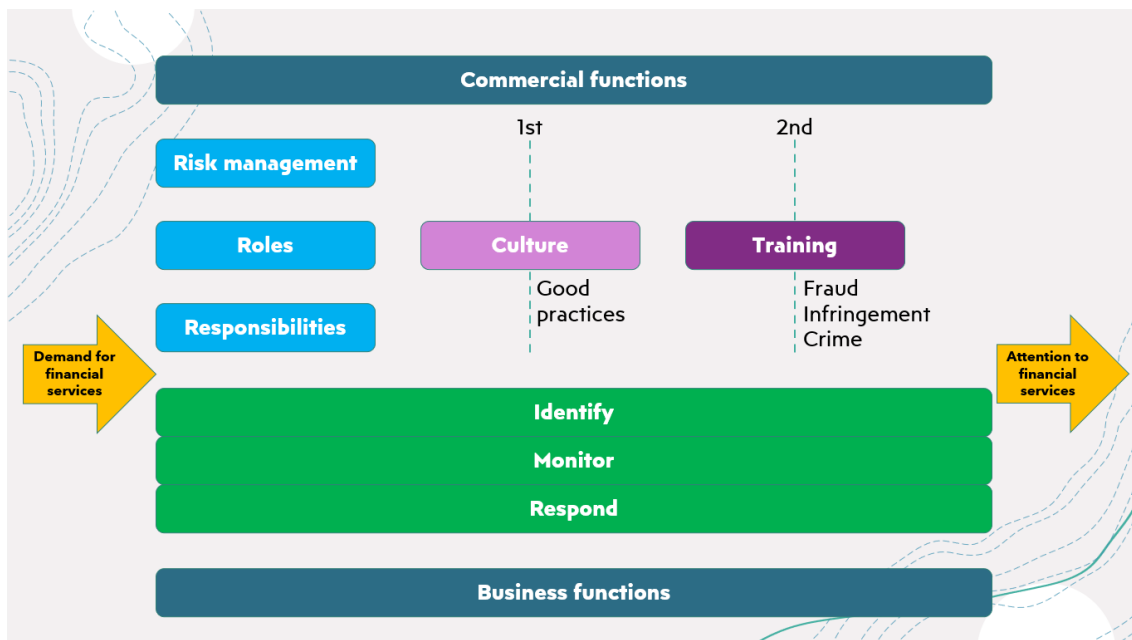 Commercial functions
1st
2nd
Risk management
Roles
Culture
Training
Good
practices
Fraud
Infringement
Crime
Responsibilities
Demand for
financial
services
Attention to
financial
services
Identify
Monitor
Respond
Business functions